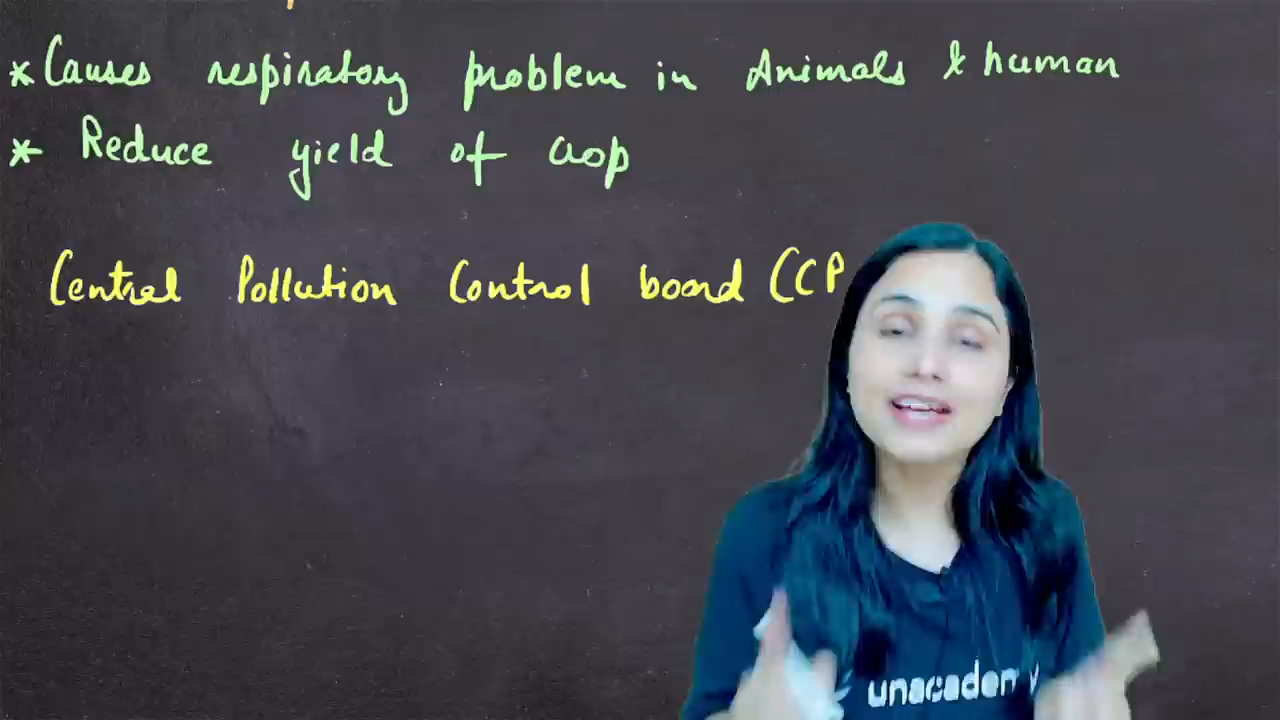 * Causes respiratory problem in Animals & human
* Reduce yield of crop
Central Pollution Control board (CCP
unacadem